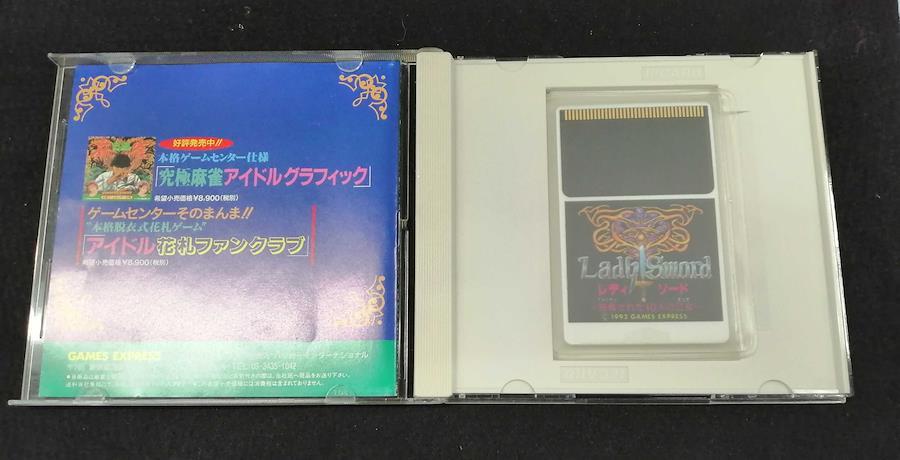 好評発売中!!
本格ゲームセンター仕様
「究極麻雀アイドルグラフィック」
希望小売価格￥8,900(税別)
ゲームセンターそのまんま!!
"本格脱衣式花札ゲーム"
「アイドル花札ファンクラブ」
希望小売価格￥8,900(税別)
GAMES EXPRESS
TEL:03-3435-1042
Lady Sword
レディ ソード
© 1992 GAMES EXPRESS